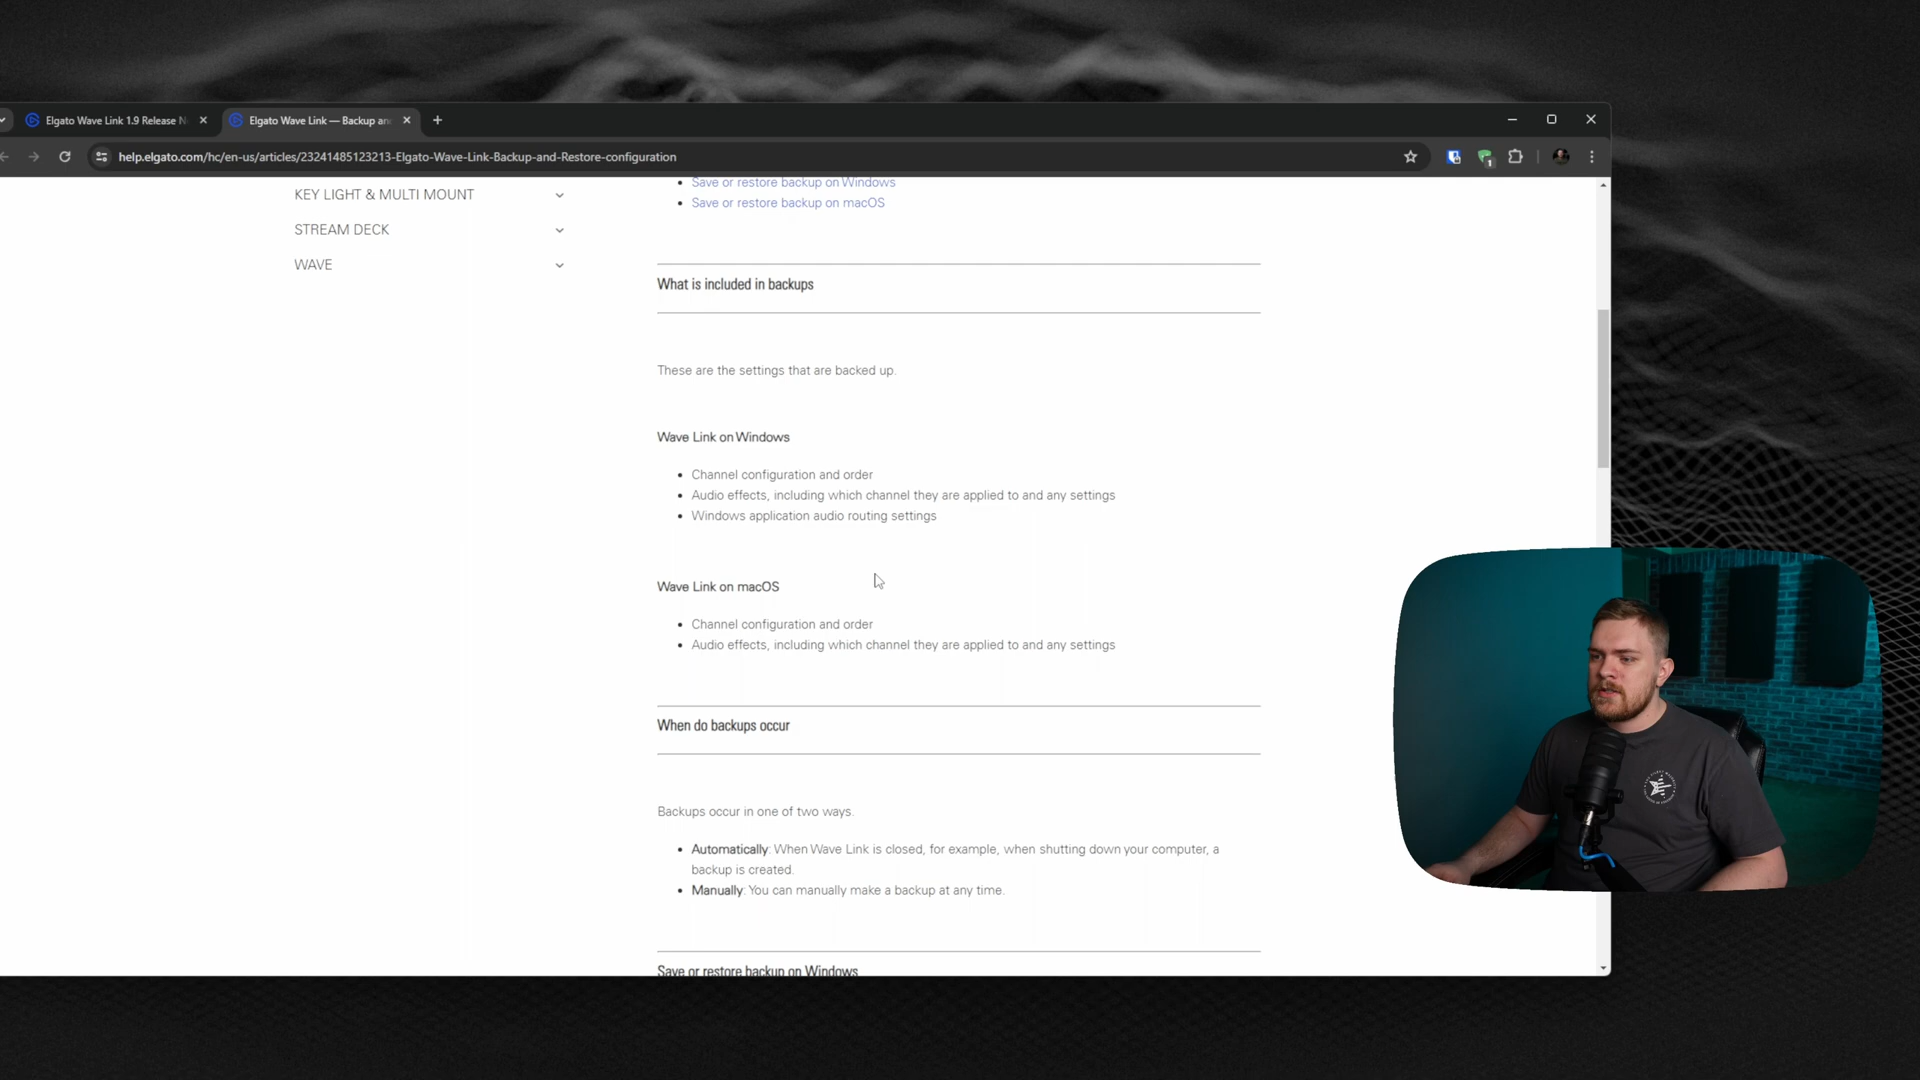 Elgato Wave Link 1.9 Release N
Elgato Wave Link — Backup an
help.elgato.com/hc/en-us/articles/23241485123213-Elgato-Wave-Link-Backup-and-Restore-configuration
1
KEY LIGHT & MULTI MOUNT
STREAM DECK
WAVE
Save or restore backup on Windows
Save or restore backup on macOS
What is included in backups
These are the settings that are backed up.
Wave Link on Windows
Channel configuration and order
Audio effects, including which channel they are applied to and any settings
Windows application audio routing settings
Wave Link on macOS
Channel configuration and order
Audio effects, including which channel they are applied to and any settings
When do backups occur
Backups occur in one of two ways.
Automatically: When Wave Link is closed, for example, when shutting down your computer, a
backup is created.
Manually: You can manually make a backup at any time.
Save or restore backup on Windows